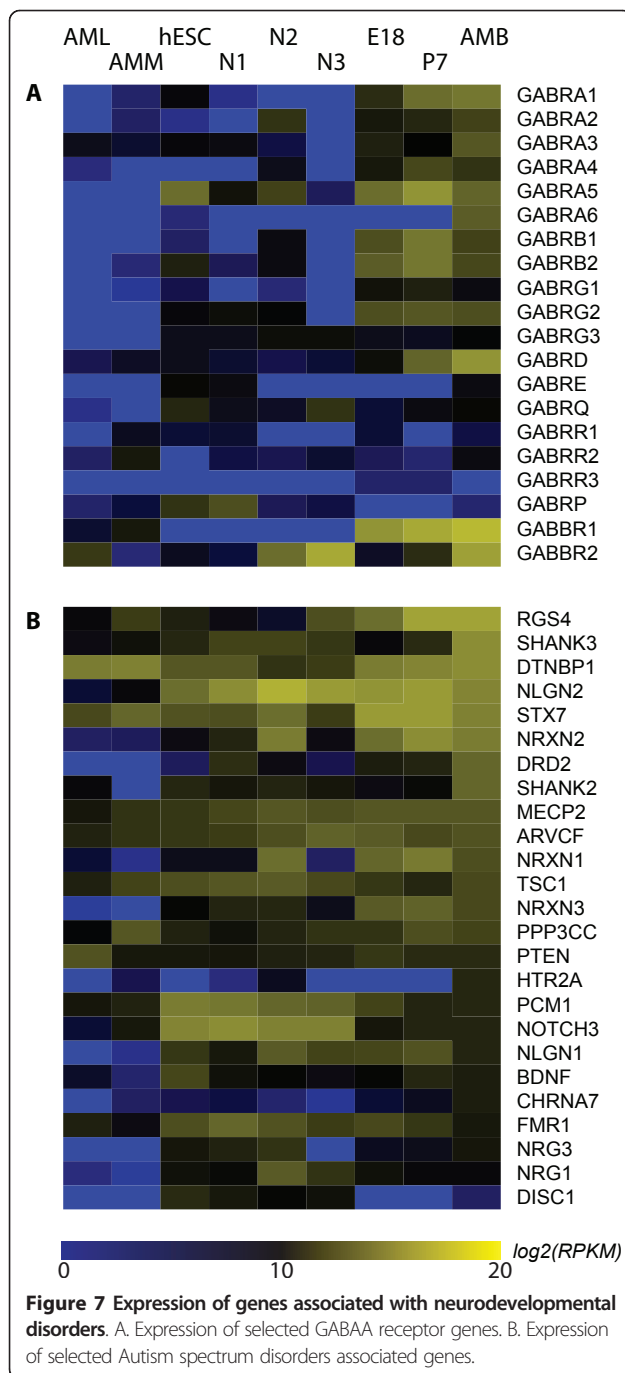 AML hESC N2 E18 AMB
AMM N1 N3 P7
A
GABRA1
GABRA2
GABRA3
GABRA4
GABRA5
GABRA6
GABRB1
GABRB2
GABRG1
GABRG2
GABRG3
GABRD
GABRE
GABRQ
GABRR1
GABRR2
GABRR3
GABRP
GABBR1
GABBR2
B
RGS4
SHANK3
DTNBP1
NLGN2
STX7
NRXN2
DRD2
SHANK2
MECP2
ARVCF
NRXN1
TSC1
NRXN3
PPP3CC
PTEN
HTR2A
PCM1
NOTCH3
NLGN1
BDNF
CHRNA7
FMR1
NRG3
NRG1
DISC1
log2(RPKM)
0 10 20
Figure 7 Expression of genes associated with neurodevelopmental
disorders. A. Expression of selected GABAA receptor genes. B. Expression
of selected Autism spectrum disorders associated genes.